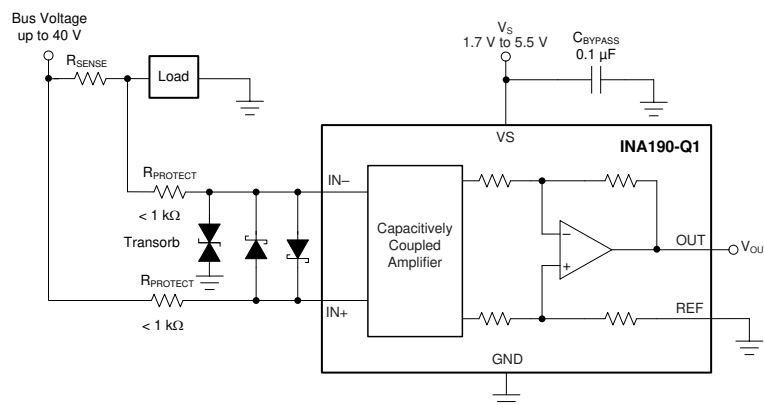 Bus Voltage
up to 40 V
RSENSE
Load
VS
1.7 V to 5.5 V
CBYPASS
0.1 µF
VS
INA190-Q1
RPROTECT
< 1 kΩ
IN–
Transorb
Capacitively
Coupled
Amplifier
–
+
OUT
VOU
RPROTECT
< 1 kΩ
IN+
REF
GND